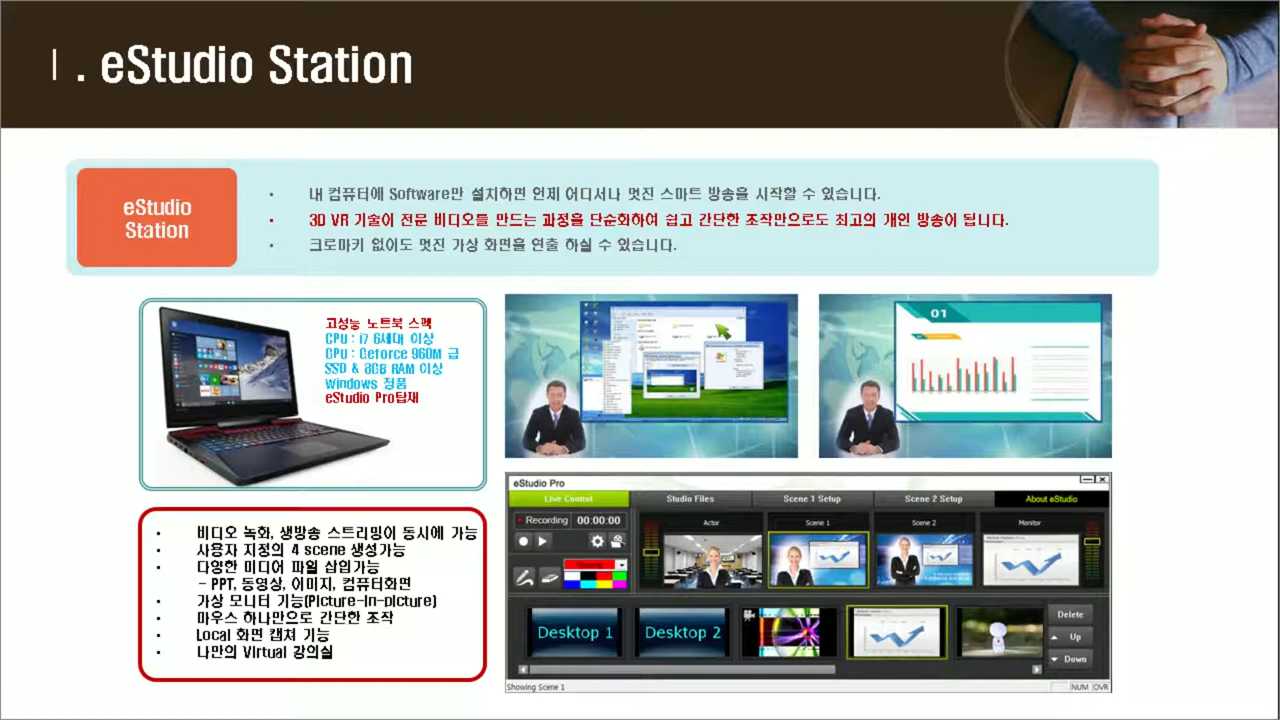 Ⅰ. eStudio Station
eStudio
Station
• 내 컴퓨터에 Software만 설치하면 언제 어디서나 멋진 스마트 방송을 시작할 수 있습니다.
• 3D VR 기술이 전문 비디오를 만드는 과정을 단순화하여 쉽고 간단한 조작만으로도 최고의 개인 방송이 됩니다.
• 크로마키 없이도 멋진 가상 화면을 연출 하실 수 있습니다.
고성능 노트북 스펙
CPU : i7 6세대 이상
GPU : Geforce 960M 급
SSD & 8GB RAM 이상
Windows 정품
eStudio Pro탑재
01
• 비디오 녹화, 생방송 스트리밍이 동시에 가능
• 사용자 지정의 4 scene 생성가능
• 다양한 미디어 파일 삽입가능
- PPT, 동영상, 이미지, 컴퓨터화면
• 가상 모니터 기능(Picture-in-picture)
• 마우스 하나만으로 간단한 조작
• Local 화면 캡쳐 기능
• 나만의 Virtual 강의실
eStudio Pro
Live Control Studio Files Scene 1 Setup Scene 2 Setup About eStudio
Recording 00:00:00
Actor Scene 1 Scene 2 Monitor
Desktop 1 Desktop 2
Delete
Up
Down
Showing Scene 1 NUM OVR